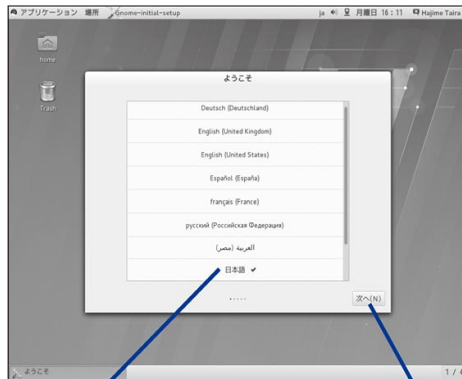 アプリケーション 場所 Gnome-initial-setup ja 月曜日 16:11 Hajime Taira
home
Trash
ようこそ
Deutsch (Deutschland)
English (United Kingdom)
English (United States)
Español (España)
français (France)
русский (Российская Федерация)
العربية (مصر)
日本語 ✔
次へ(N)
ようこそ 1 / 4